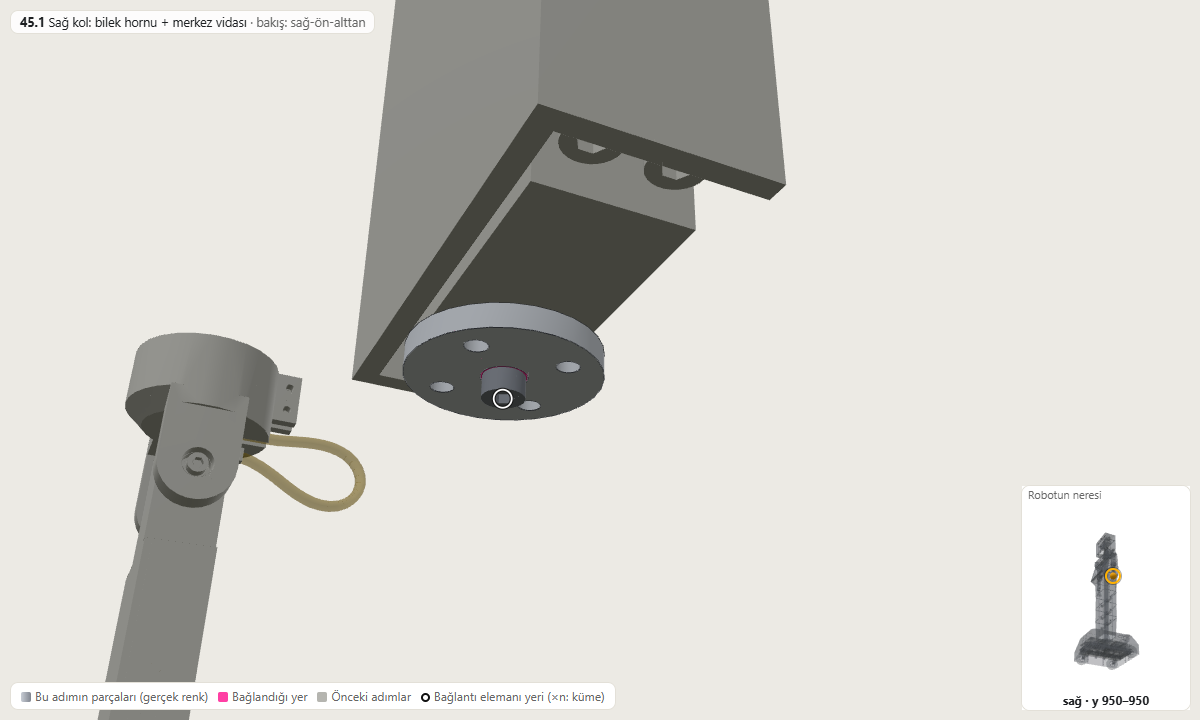 45.1 Sağ kol: bilek hornu + merkez vidası · bakış: sağ-ön-alttan
Robotun neresi
sağ · y 950–950
Bu adımın parçaları (gerçek renk) Bağlandığı yer Önceki adımlar Bağlantı elemanı yeri (×n: küme)